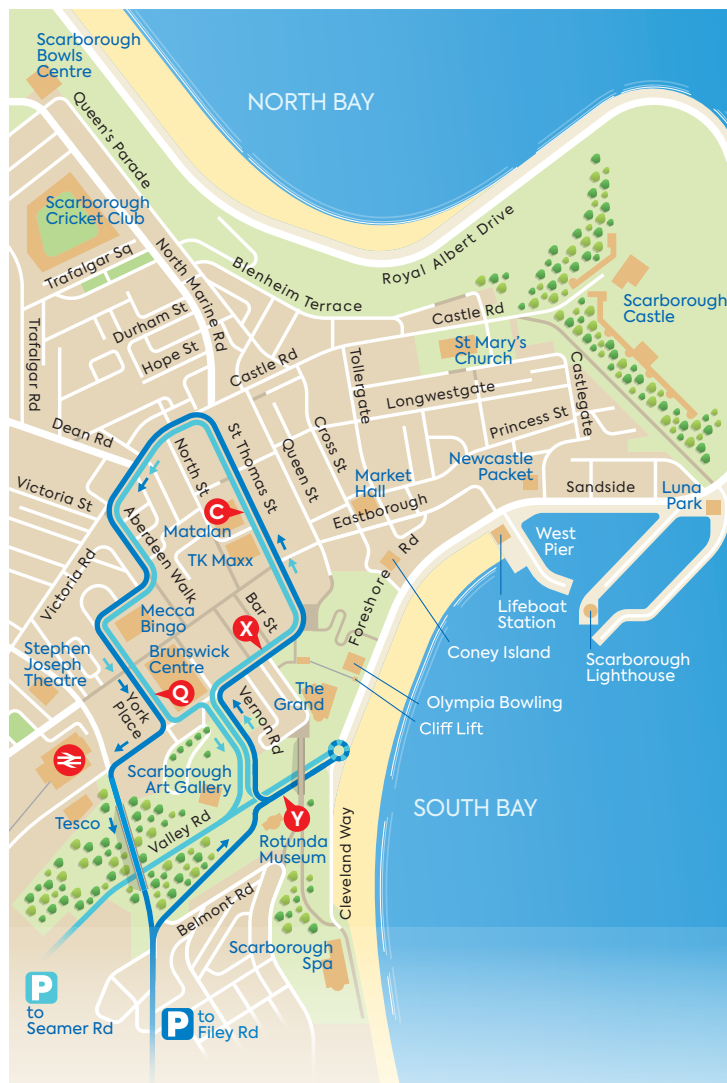 Scarborough
Bowls
Centre
NORTH BAY
Queen's Parade
Scarborough
Cricket Club
Royal Albert Drive
Trafalgar Sq
North Marine Rd
Blenheim Terrace
Scarborough
Castle
Durham St
Castle Rd
Trafalgar Rd
Hope St
St Mary's
Church
Castle Rd
Tollergate
Castlegate
Longwestgate
Dean Rd
North St
St Thomas St
Queen St
Cross St
Princess St
Newcastle
Packet
Market
Hall
Sandside
Luna
Park
Victoria St
C
Matalan
Eastborough
West
Pier
Aberdeen Walk
TK Maxx
Victoria Rd
Foreshore Rd
Lifeboat
Station
Mecca
Bingo
Bar St
X
Coney Island
Scarborough
Lighthouse
Stephen
Joseph
Theatre
Brunswick
Centre
Q
The
Grand
Olympia Bowling
York
Place
Vernon Rd
Cliff Lift
Scarborough
Art Gallery
SOUTH BAY
Tesco
Valley Rd
Y
Rotunda
Museum
Cleveland Way
Belmont Rd
Scarborough
Spa
P
to
Seamer Rd
P to
Filey Rd